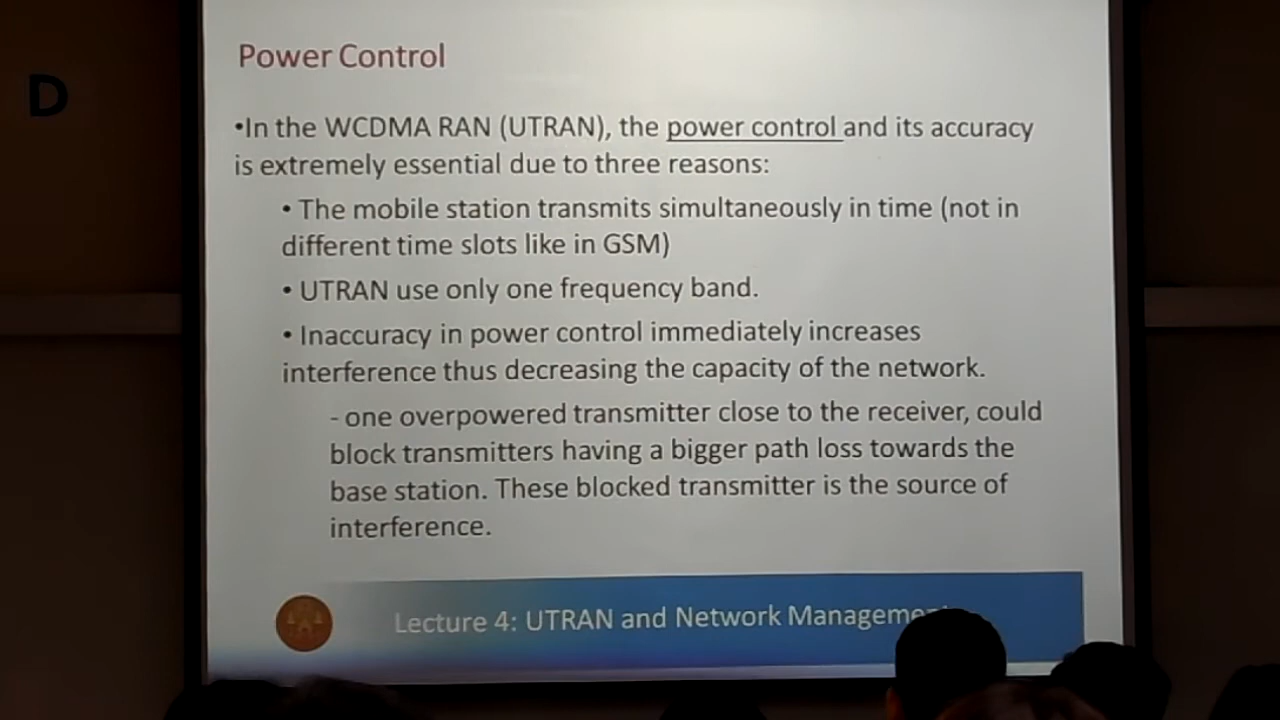 D
Power Control
•In the WCDMA RAN (UTRAN), the power control and its accuracy
is extremely essential due to three reasons:
• The mobile station transmits simultaneously in time (not in
different time slots like in GSM)
• UTRAN use only one frequency band.
• Inaccuracy in power control immediately increases
interference thus decreasing the capacity of the network.
- one overpowered transmitter close to the receiver, could
block transmitters having a bigger path loss towards the
base station. These blocked transmitter is the source of
interference.
Lecture 4: UTRAN and Network